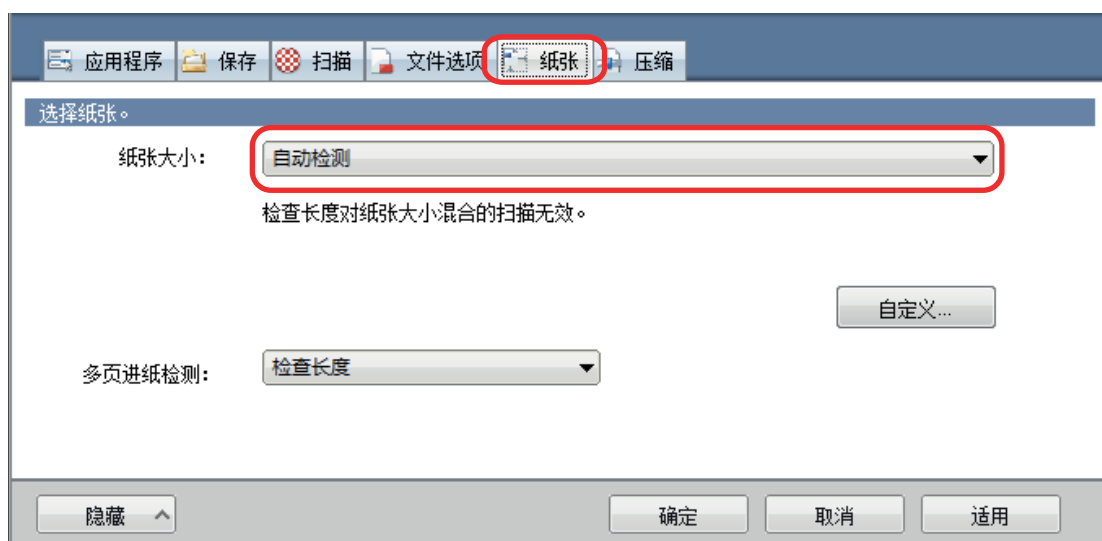 应用程序 保存 扫描 文件选项 纸张 压缩
选择纸张。
纸张大小: 自动检测
检查长度对纸张大小混合的扫描无效。
自定义...
多页进纸检测: 检查长度
隐藏 确定 取消 适用